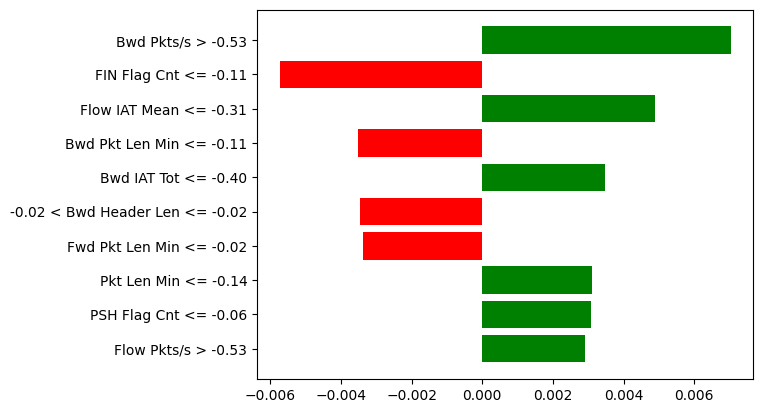 Bwd Pkts/s > -0.53
FIN Flag Cnt <= -0.11
Flow IAT Mean <= -0.31
Bwd Pkt Len Min <= -0.11
Bwd IAT Tot <= -0.40
-0.02 < Bwd Header Len <= -0.02
Fwd Pkt Len Min <= -0.02
Pkt Len Min <= -0.14
PSH Flag Cnt <= -0.06
Flow Pkts/s > -0.53
−0.006 −0.004 −0.002 0.000 0.002 0.004 0.006